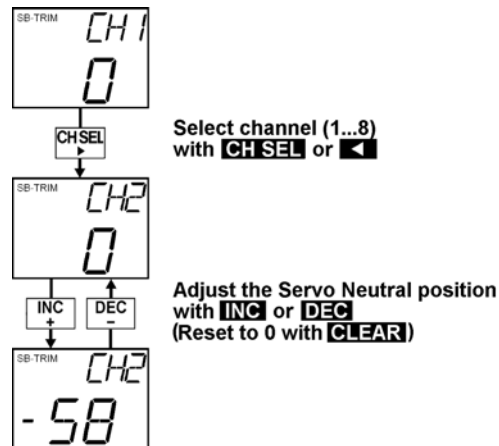 SB-TRIM CH1
0
CH SEL
▶
Select channel (1...8)
with CH SEL or ◀
SB-TRIM CH2
0
INC
+
DEC
–
Adjust the Servo Neutral position
with INC or DEC
(Reset to 0 with CLEAR)
SB-TRIM CH2
-58